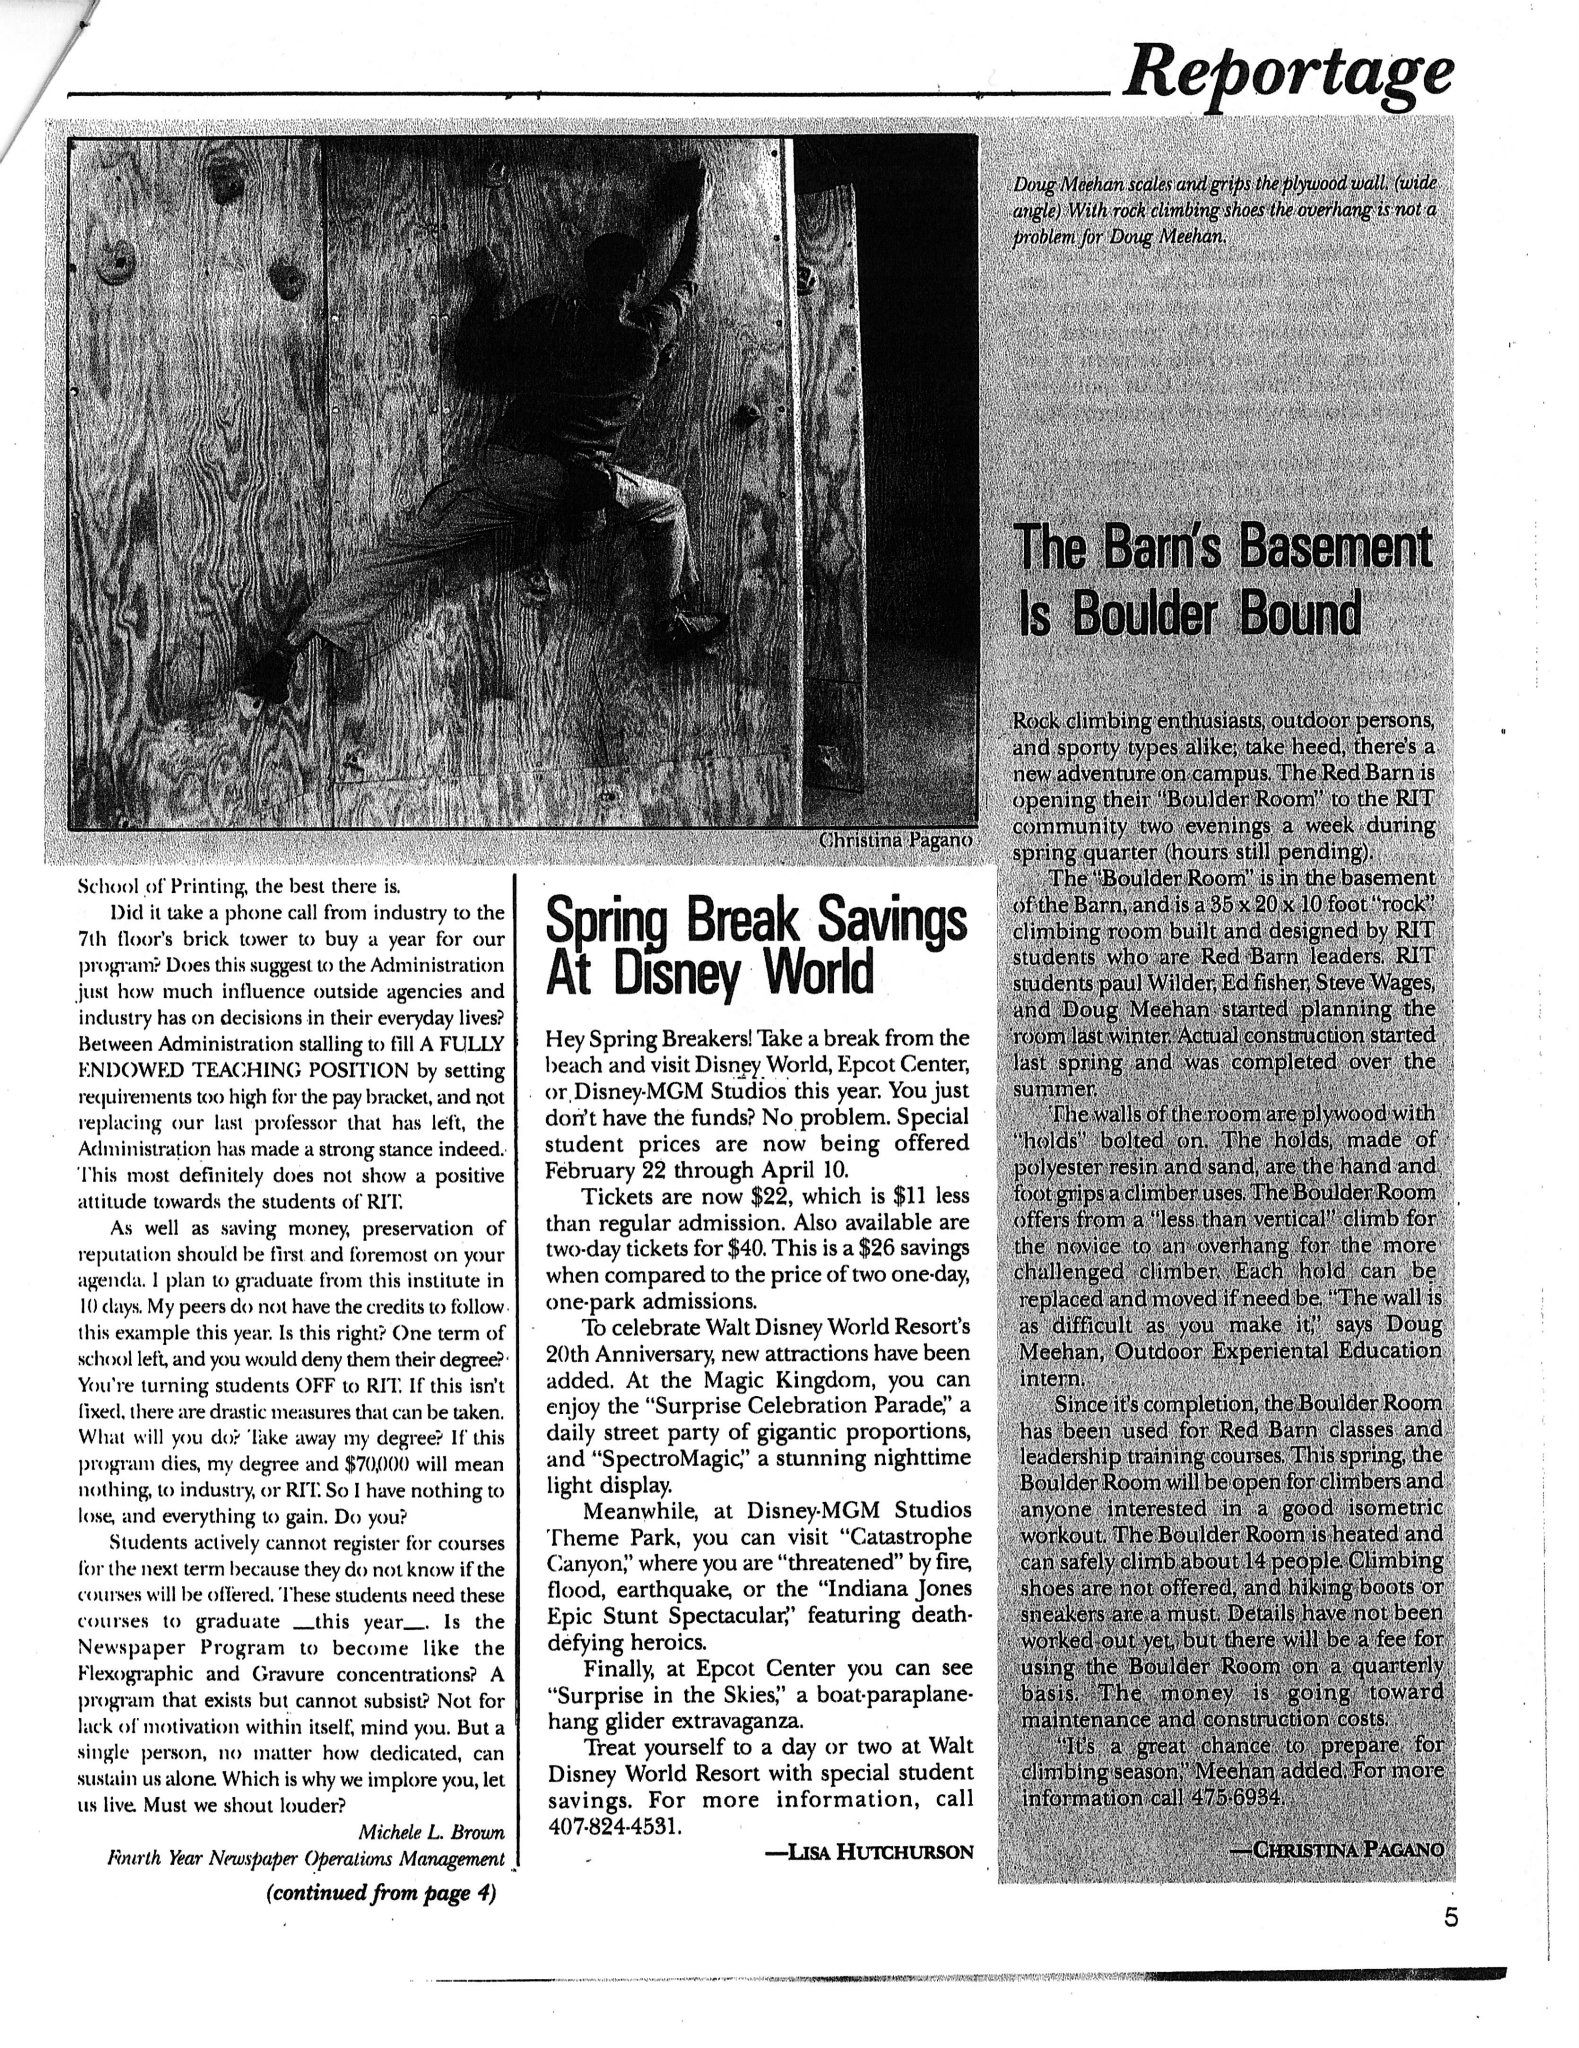 Reportage
Doug Meehan scales and grips the plywood wall. (wide
angle) With rock climbing shoes the overhang is not a
problem for Doug Meehan.
Christina Pagano
School of Printing, the best there is.
Did it take a phone call from industry to the
7th floor's brick tower to buy a year for our
program? Does this suggest to the Administration
just how much influence outside agencies and
industry has on decisions in their everyday lives?
Between Administration stalling to fill A FULLY
ENDOWED TEACHING POSITION by setting
requirements too high for the pay bracket, and not
replacing our last professor that has left, the
Administration has made a strong stance indeed.
This most definitely does not show a positive
attitude towards the students of RIT.
As well as saving money, preservation of
reputation should be first and foremost on your
agenda. I plan to graduate from this institute in
10 days. My peers do not have the credits to follow
this example this year. Is this right? One term of
school left, and you would deny them their degree?
You're turning students OFF to RIT. If this isn't
fixed, there are drastic measures that can be taken.
What will you do? Take away my degree? If this
program dies, my degree and $70,000 will mean
nothing, to industry, or RIT. So I have nothing to
lose, and everything to gain. Do you?
Students actively cannot register for courses
for the next term because they do not know if the
courses will be offered. These students need these
courses to graduate __this year__. Is the
Newspaper Program to become like the
Flexographic and Gravure concentrations? A
program that exists but cannot subsist? Not for
lack of motivation within itself, mind you. But a
single person, no matter how dedicated, can
sustain us alone. Which is why we implore you, let
us live. Must we shout louder?
Michele L. Brown
Fourth Year Newspaper Operations Management
(continued from page 4)
Spring Break Savings
At Disney World
Hey Spring Breakers! Take a break from the
beach and visit Disney World, Epcot Center,
or Disney-MGM Studios this year. You just
don't have the funds? No problem. Special
student prices are now being offered
February 22 through April 10.
Tickets are now $22, which is $11 less
than regular admission. Also available are
two-day tickets for $40. This is a $26 savings
when compared to the price of two one-day,
one-park admissions.
To celebrate Walt Disney World Resort's
20th Anniversary, new attractions have been
added. At the Magic Kingdom, you can
enjoy the "Surprise Celebration Parade," a
daily street party of gigantic proportions,
and "SpectroMagic," a stunning nighttime
light display.
Meanwhile, at Disney-MGM Studios
Theme Park, you can visit "Catastrophe
Canyon," where you are "threatened" by fire,
flood, earthquake, or the "Indiana Jones
Epic Stunt Spectacular," featuring death-
defying heroics.
Finally, at Epcot Center you can see
"Surprise in the Skies," a boat-paraplane-
hang glider extravaganza.
Treat yourself to a day or two at Walt
Disney World Resort with special student
savings. For more information, call
407-824-4531.
—LISA HUTCHURSON
The Barn's Basement
Is Boulder Bound
Rock climbing enthusiasts, outdoor persons,
and sporty types alike; take heed, there's a
new adventure on campus. The Red Barn is
opening their "Boulder Room" to the RIT
community two evenings a week during
spring quarter (hours still pending).
The "Boulder Room" is in the basement
of the Barn, and is a 35 x 20 x 10 foot "rock"
climbing room built and designed by RIT
students who are Red Barn leaders. RIT
students paul Wilder, Ed fisher, Steve Wages,
and Doug Meehan started planning the
room last winter. Actual construction started
last spring and was completed over the
summer.
The walls of the room are plywood with
"holds" bolted on. The holds, made of
polyester resin and sand, are the hand and
foot grips a climber uses. The Boulder Room
offers from a "less than vertical" climb for
the novice to an overhang for the more
challenged climber. Each hold can be
replaced and moved if need be. "The wall is
as difficult as you make it," says Doug
Meehan, Outdoor Experiental Education
intern.
Since it's completion, the Boulder Room
has been used for Red Barn classes and
leadership training courses. This spring, the
Boulder Room will be open for climbers and
anyone interested in a good isometric
workout. The Boulder Room is heated and
can safely climb about 14 people. Climbing
shoes are not offered, and hiking boots or
sneakers are a must. Details have not been
worked out yet, but there will be a fee for
using the Boulder Room on a quarterly
basis. The money is going toward
maintenance and construction costs.
"It's a great chance to prepare for
climbing season," Meehan added. For more
information call 475-6934.
—CHRISTINA PAGANO
5